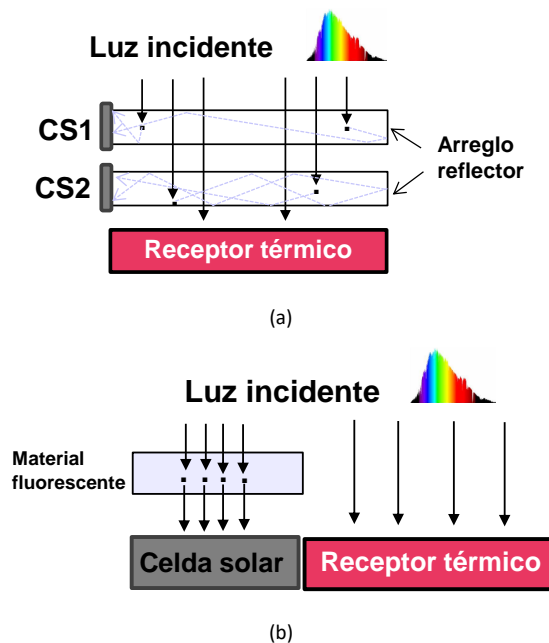 Luz incidente
CS1
Arreglo
reflector
CS2
Receptor térmico
(a)
Luz incidente
Material
fluorescente
Celda solar
Receptor térmico
(b)